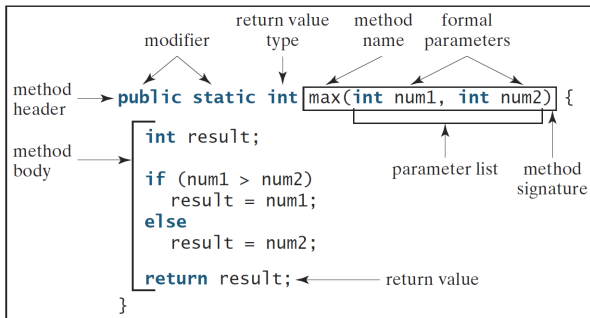 return value method formal
modifier type name parameters
method
header public static int max(int num1, int num2) {
method
body int result;
parameter list method
signature
if (num1 > num2)
result = num1;
else
result = num2;
return result; return value
}